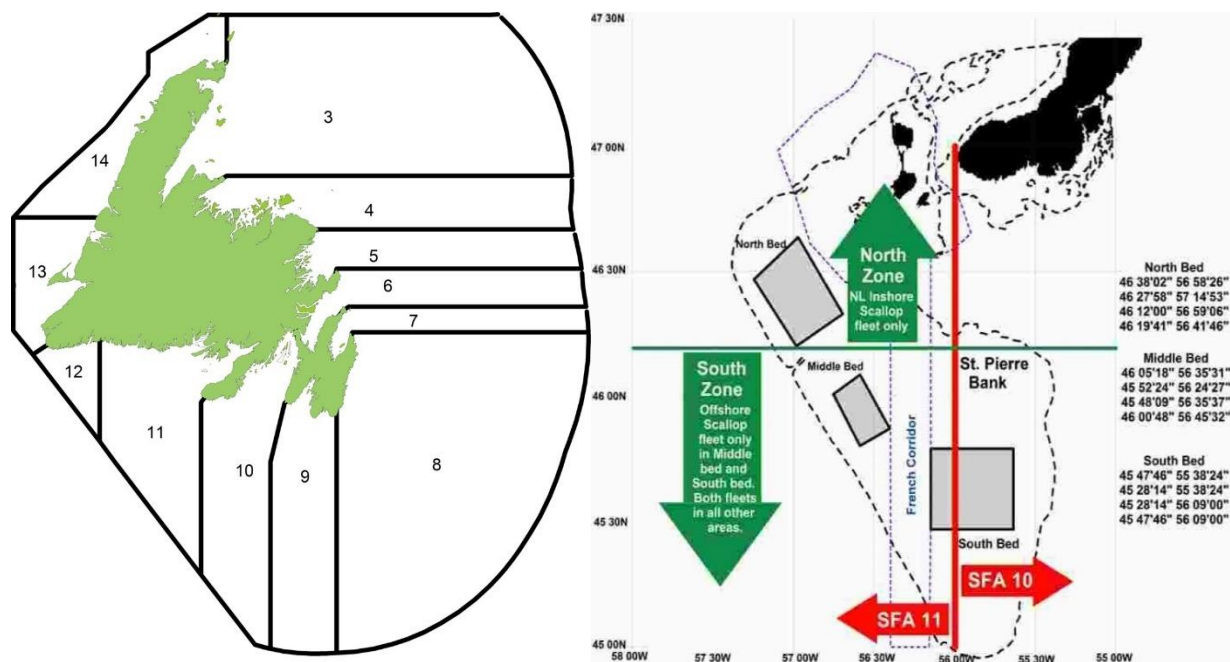 3
14
4
5
13
6
7
12
11
10
9
8
47 30N
47 00N
46 30N
46 00N
45 30N
45 00N
58 00W
57 30W
57 00W
56 30W
56 00W
55 30W
55 00W
North Bed
North
Zone
NL Inshore
Scallop
fleet only
St. Pierre
Bank
Middle Bed
South
Zone
Offshore
Scallop
fleet only
in Middle
bed and
South bed.
Both fleets
in all other
areas.
French Corridor
South Bed
SFA 10
SFA 11
North Bed
46 38'02" 56 58'26"
46 27'58" 57 14'53"
46 12'00" 56 59'06"
46 19'41" 56 41'46"
Middle Bed
46 05'18" 56 35'31"
45 52'24" 56 24'27"
45 48'09" 56 35'37"
46 00'48" 56 45'32"
South Bed
45 47'46" 55 38'24"
45 28'14" 55 38'24"
45 28'14" 56 09'00"
45 47'46" 56 09'00"